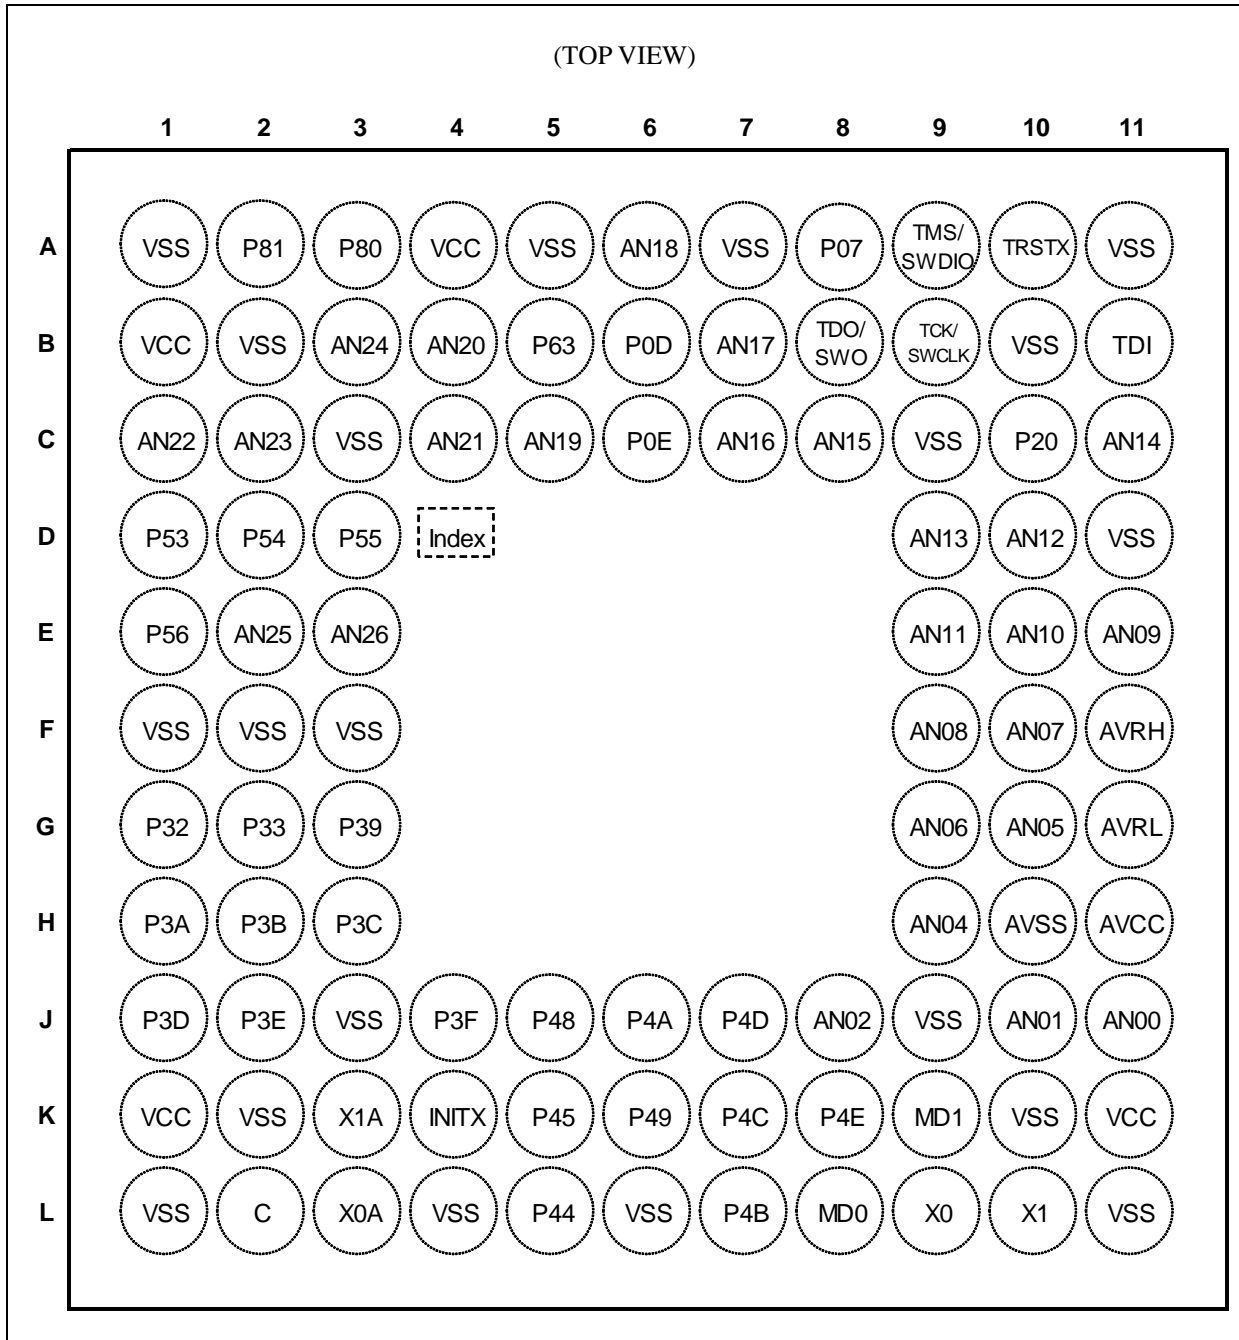 (TOP VIEW)
1 2 3 4 5 6 7 8 9 10 11
A VSS P81 P80 VCC VSS AN18 VSS P07 TMS/SWDIO TRSTX VSS
B VCC VSS AN24 AN20 P63 P0D AN17 TDO/SWO TCK/SWCLK VSS TDI
C AN22 AN23 VSS AN21 AN19 P0E AN16 AN15 VSS P20 AN14
D P53 P54 P55 Index AN13 AN12 VSS
E P56 AN25 AN26 AN11 AN10 AN09
F VSS VSS VSS AN08 AN07 AVRH
G P32 P33 P39 AN06 AN05 AVRL
H P3A P3B P3C AN04 AVSS AVCC
J P3D P3E VSS P3F P48 P4A P4D AN02 VSS AN01 AN00
K VCC VSS X1A INITX P45 P49 P4C P4E MD1 VSS VCC
L VSS C X0A VSS P44 VSS P4B MD0 X0 X1 VSS